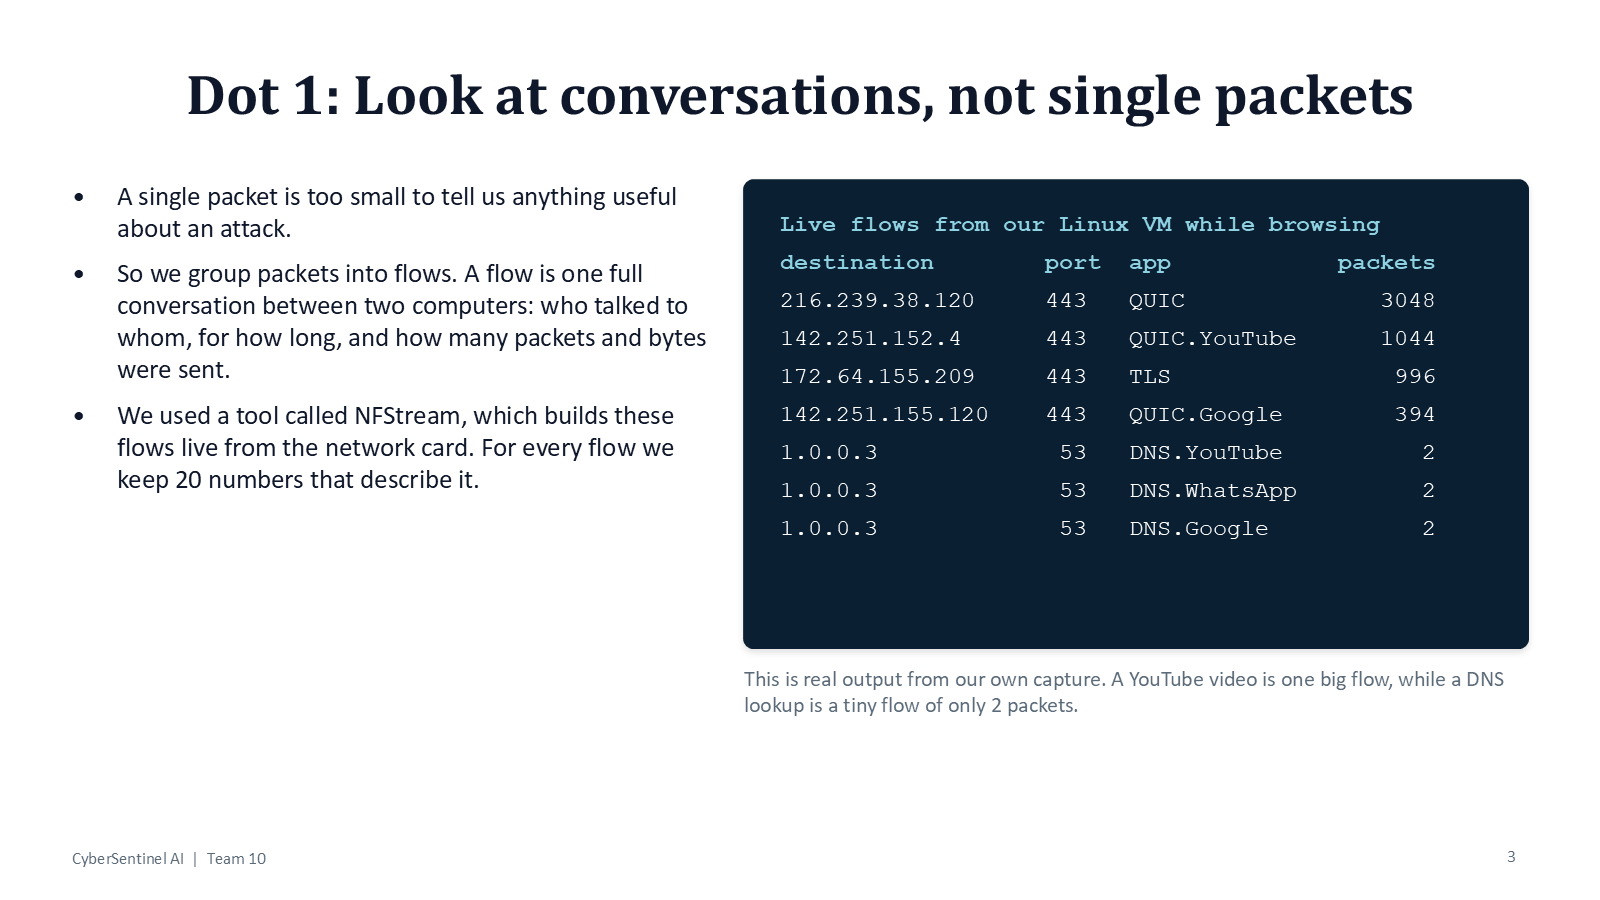 Dot 1: Look at conversations, not single packets
• A single packet is too small to tell us anything useful
about an attack.
• So we group packets into flows. A flow is one full
conversation between two computers: who talked to
whom, for how long, and how many packets and bytes
were sent.
• We used a tool called NFStream, which builds these
flows live from the network card. For every flow we
keep 20 numbers that describe it.
Live flows from our Linux VM while browsing
destination port app packets
216.239.38.120 443 QUIC 3048
142.251.152.4 443 QUIC.YouTube 1044
172.64.155.209 443 TLS 996
142.251.155.120 443 QUIC.Google 394
1.0.0.3 53 DNS.YouTube 2
1.0.0.3 53 DNS.WhatsApp 2
1.0.0.3 53 DNS.Google 2
This is real output from our own capture. A YouTube video is one big flow, while a DNS
lookup is a tiny flow of only 2 packets.
CyberSentinel AI | Team 10
3